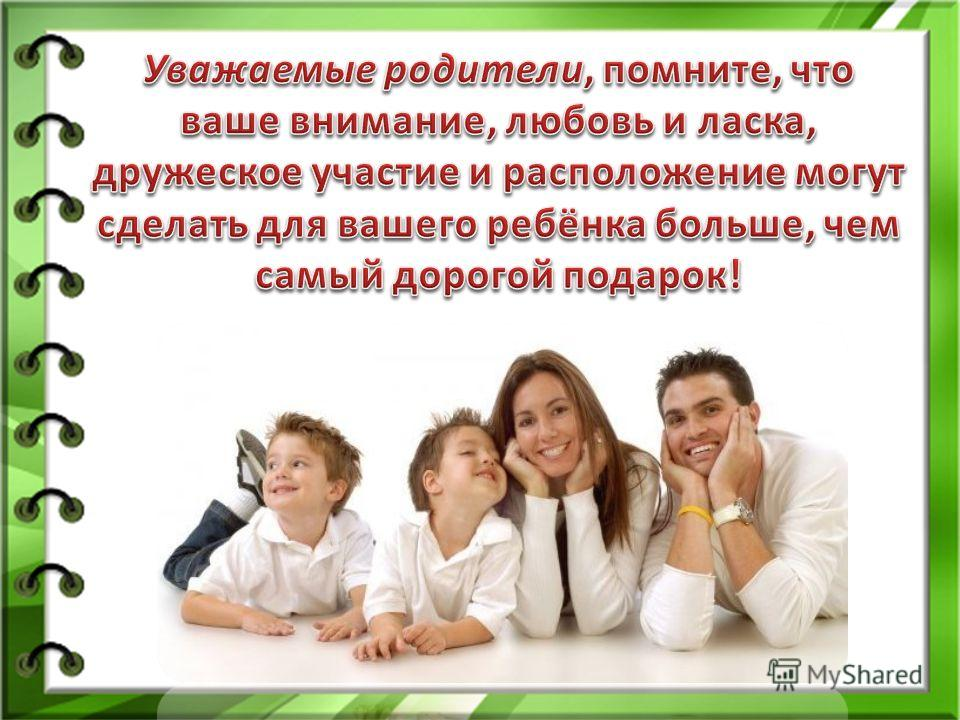 Уважаемые родители, помните, что
ваше внимание, любовь и ласка,
дружеское участие и расположение могут
сделать для вашего ребёнка больше, чем
самый дорогой подарок!
MyShared